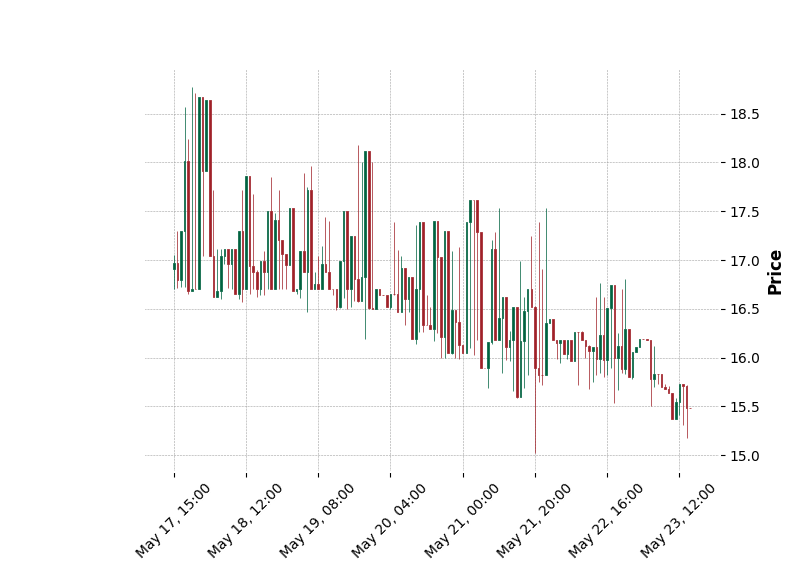 18.5
18.0
17.5
17.0
16.5
16.0
15.5
15.0
Price
May 17, 15:00
May 18, 12:00
May 19, 08:00
May 20, 04:00
May 21, 00:00
May 21, 20:00
May 22, 16:00
May 23, 12:00